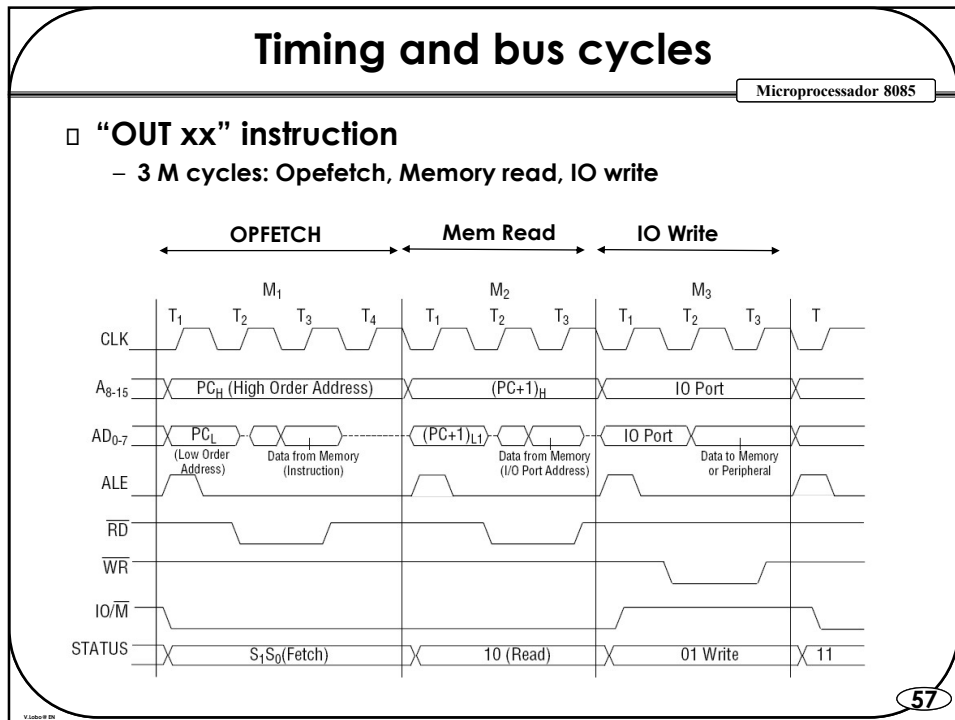 Timing and bus cycles
Microprocessador 8085
“OUT xx” instruction
– 3 M cycles: Opefetch, Memory read, IO write
OPFETCH Mem Read IO Write
M1 M2 M3
T1 T2 T3 T4 T1 T2 T3 T1 T2 T3 T
CLK
A8-15 PCH (High Order Address) (PC+1)H IO Port
AD0-7 PCL (PC+1)L1 IO Port
(Low Order Address) Data from Memory (Instruction) Data from Memory (I/O Port Address) Data to Memory or Peripheral
ALE
RD
WR
IO/M
STATUS S1S0(Fetch) 10 (Read) 01 Write 11
57
V.Lobo @ EN